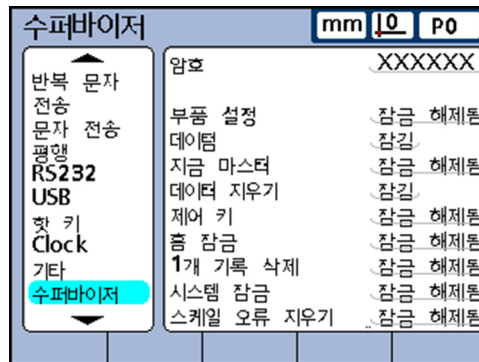 수퍼바이저
mm
0
P0
반복 문자
전송
문자 전송
평행
RS232
USB
핫 키
Clock
기타
수퍼바이저
암호 XXXXXX
부품 설정 잠금 해제됨
데이텀 잠김
지금 마스터 잠금 해제됨
데이터 지우기 잠김
제어 키 잠금 해제됨
홈 잠금 잠금 해제됨
1개 기록 삭제 잠금 해제됨
시스템 잠금 잠금 해제됨
스케일 오류 지우기 잠금 해제됨